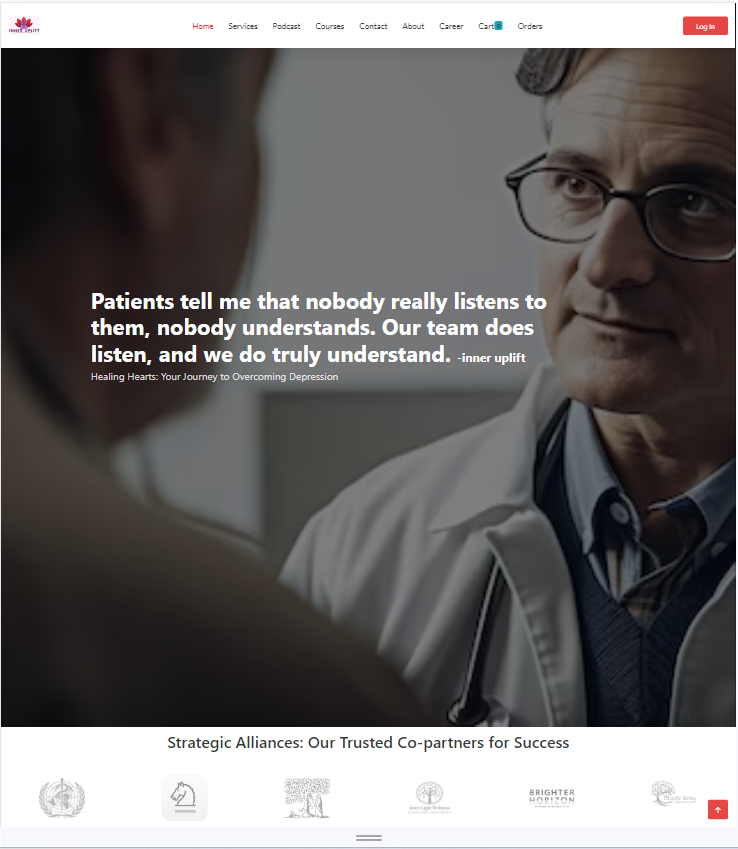 INNER UPLIFT
Home Services Podcast Courses Contact About Career Cart Orders
Log In
Patients tell me that nobody really listens to
them, nobody understands. Our team does
listen, and we do truly understand. -inner uplift
Healing Hearts: Your Journey to Overcoming Depression
Strategic Alliances: Our Trusted Co-partners for Success
Inner Light Wellness
BRIGHTER
HORIZON